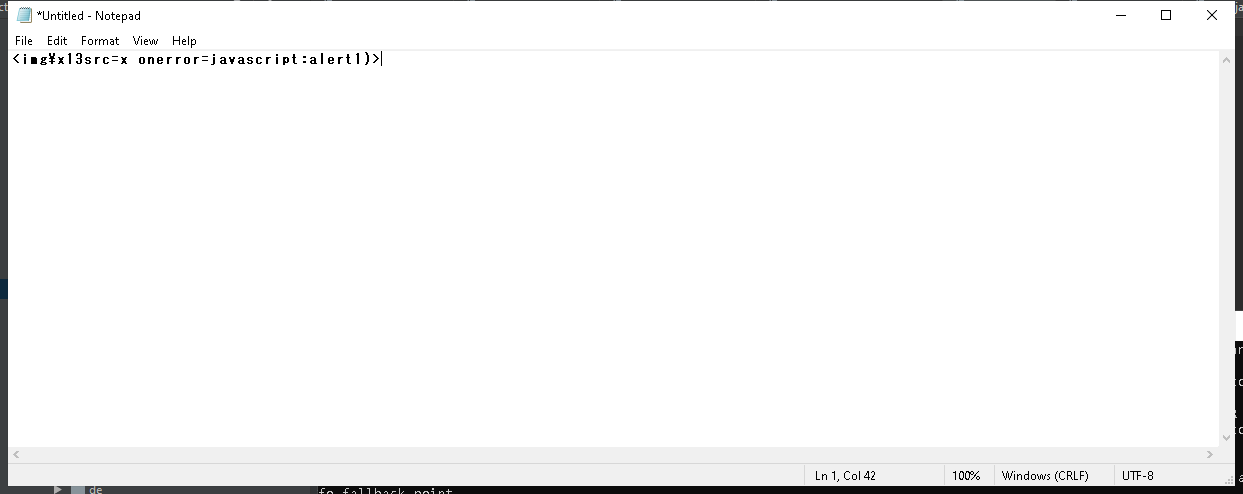 *Untitled - Notepad
File Edit Format View Help
<img¥x13src=x onerror=javascript:alert1)>
Ln 1, Col 42 100% Windows (CRLF) UTF-8
de
fo fallback point